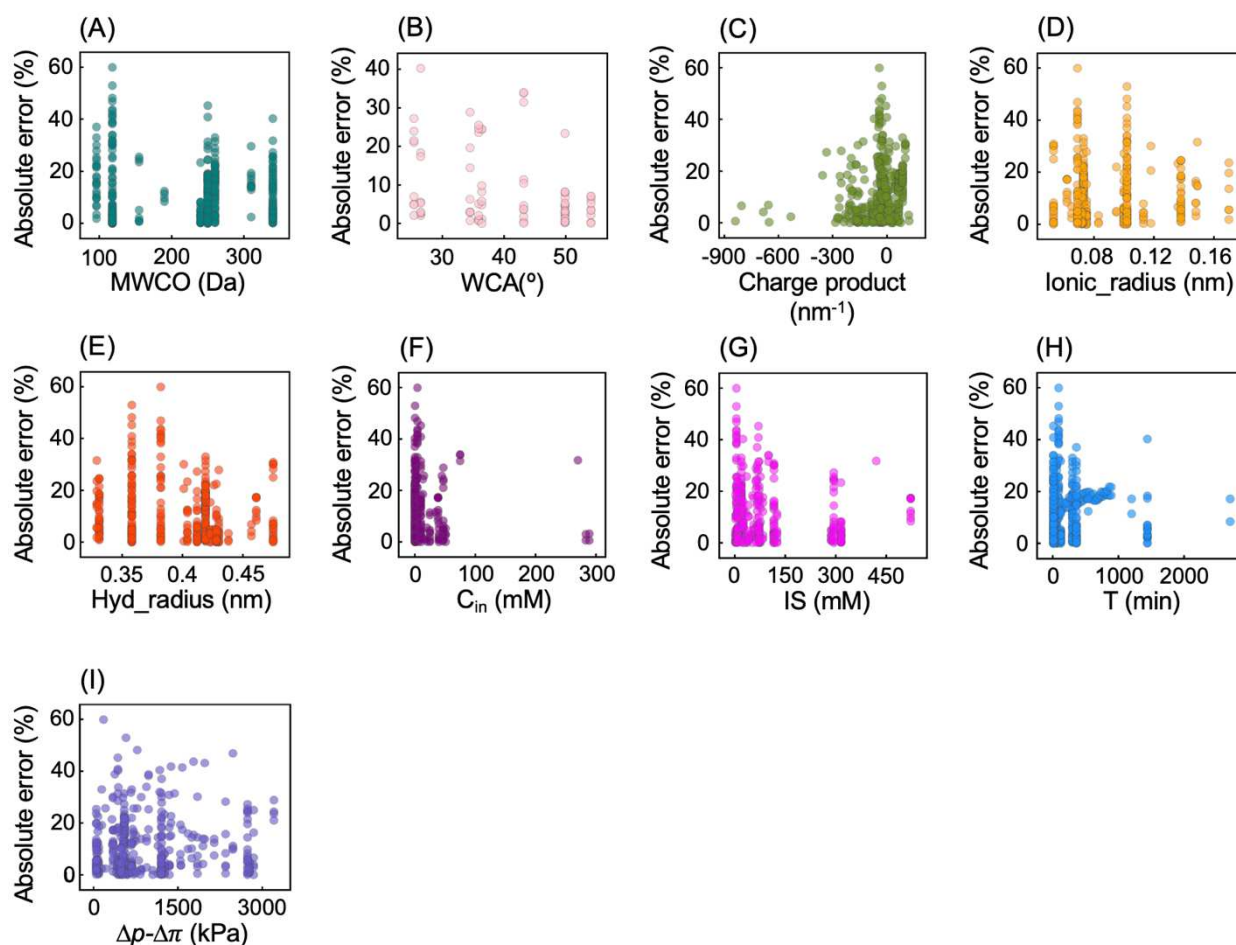 (A)
Absolute error (%)
60
40
20
0
100 200 300
MWCO (Da)
(B)
Absolute error (%)
40
30
20
10
0
30 40 50
WCA(º)
(C)
Absolute error (%)
60
40
20
0
-900 -600 -300 0
Charge product
(nm⁻¹)
(D)
Absolute error (%)
60
40
20
0
0.08 0.12 0.16
Ionic_radius (nm)
(E)
Absolute error (%)
60
40
20
0
0.35 0.4 0.45
Hyd_radius (nm)
(F)
Absolute error (%)
60
40
20
0
0 100 200 300
Cin (mM)
(G)
Absolute error (%)
60
40
20
0
0 150 300 450
IS (mM)
(H)
Absolute error (%)
60
40
20
0
0 1000 2000
T (min)
(I)
Absolute error (%)
60
40
20
0
0 1500 3000
Δp-Δπ (kPa)